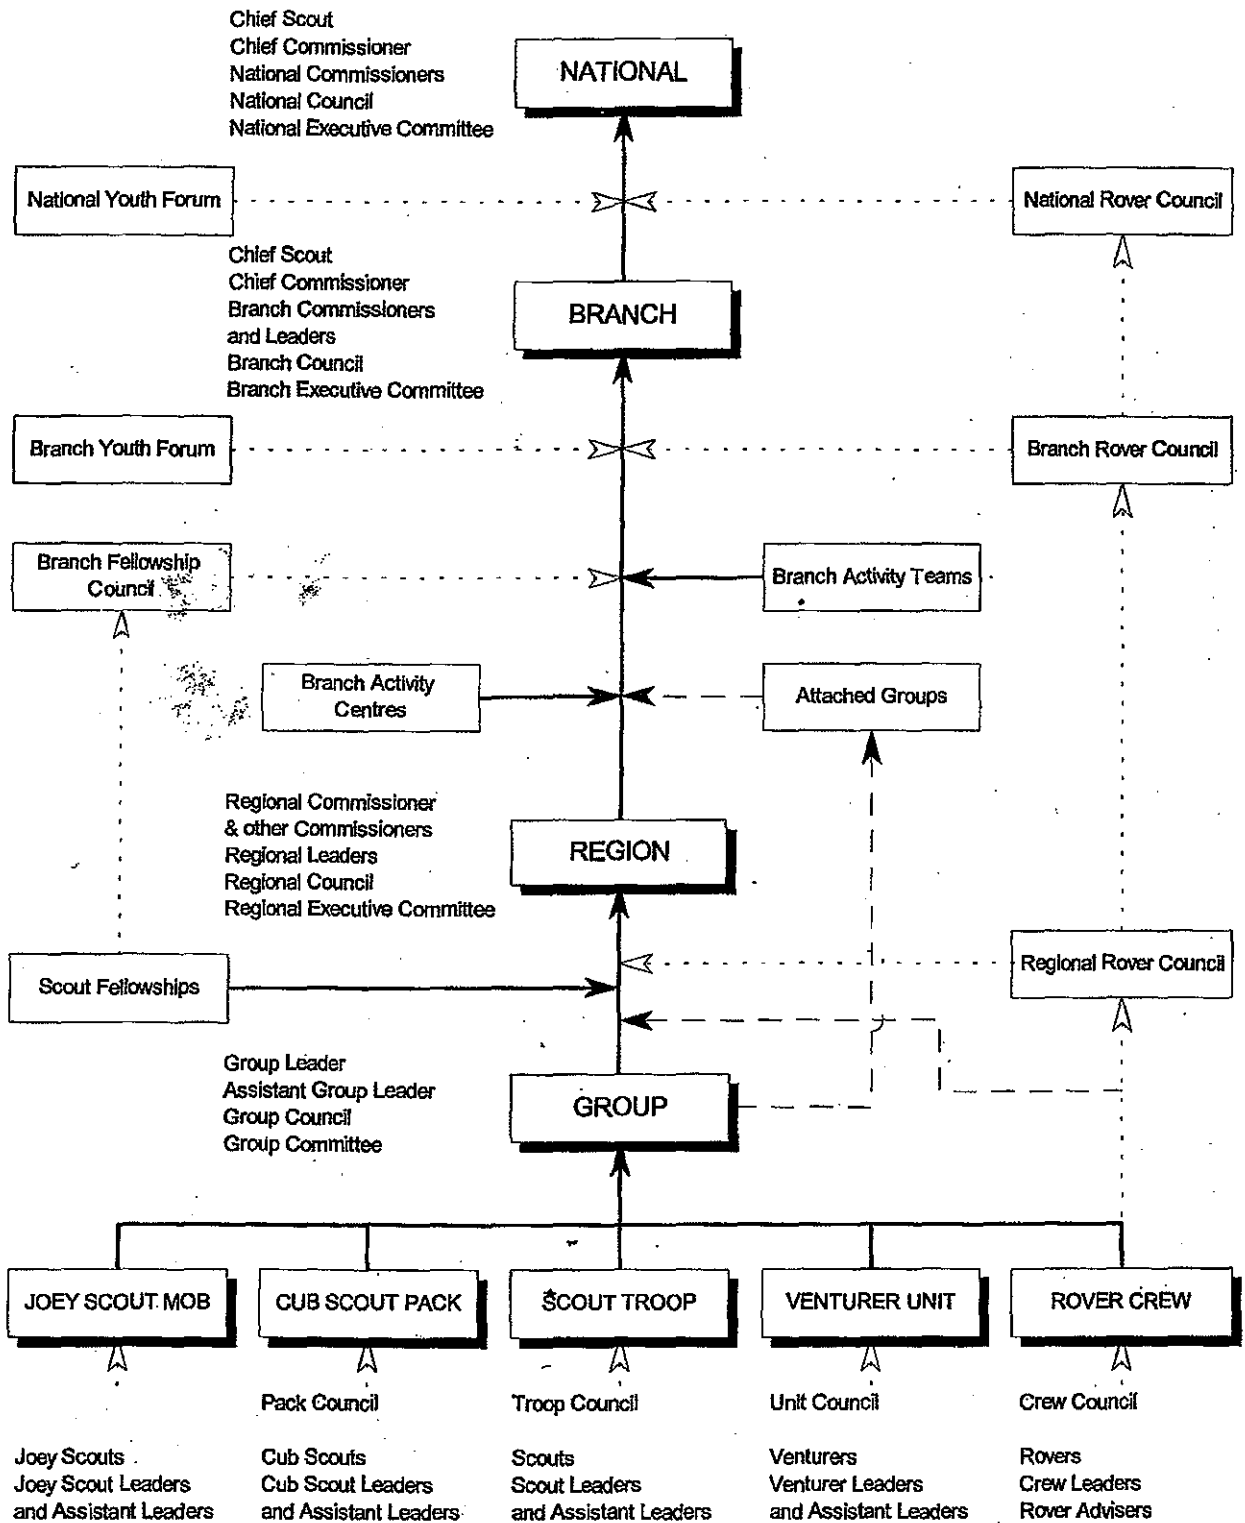 Chief Scout
Chief Commissioner
National Commissioners
National Council
National Executive Committee
NATIONAL
National Youth Forum
National Rover Council
Chief Scout
Chief Commissioner
Branch Commissioners
and Leaders
Branch Council
Branch Executive Committee
BRANCH
Branch Youth Forum
Branch Rover Council
Branch Fellowship
Council
Branch Activity Teams
Branch Activity
Centres
Attached Groups
Regional Commissioner
& other Commissioners
Regional Leaders
Regional Council
Regional Executive Committee
REGION
Scout Fellowships
Regional Rover Council
Group Leader
Assistant Group Leader
Group Council
Group Committee
GROUP
JOEY SCOUT MOB
CUB SCOUT PACK
SCOUT TROOP
VENTURER UNIT
ROVER CREW
Joey Scouts
Joey Scout Leaders
and Assistant Leaders
Pack Council
Cub Scouts
Cub Scout Leaders
and Assistant Leaders
Troop Council
Scouts
Scout Leaders
and Assistant Leaders
Unit Council
Venturers
Venturer Leaders
and Assistant Leaders
Crew Council
Rovers
Crew Leaders
Rover Advisers